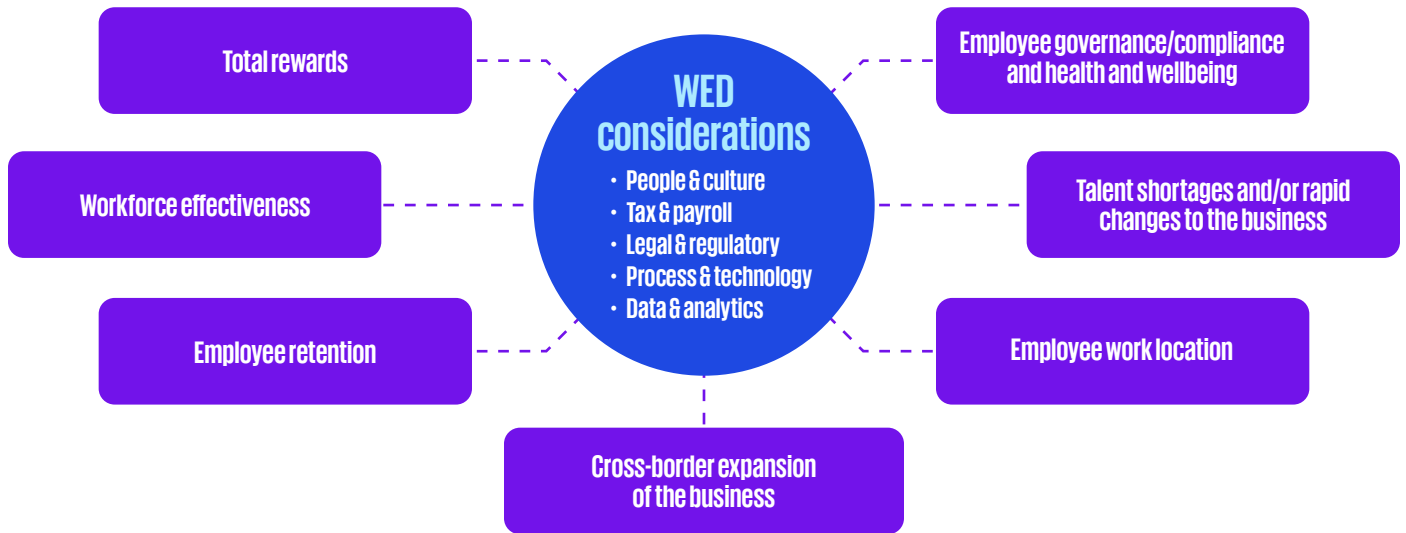 Total rewards
Workforce effectiveness
Employee retention
WED
considerations
• People & culture
• Tax & payroll
• Legal & regulatory
• Process & technology
• Data & analytics
Employee governance/compliance
and health and wellbeing
Talent shortages and/or rapid
changes to the business
Employee work location
Cross-border expansion
of the business